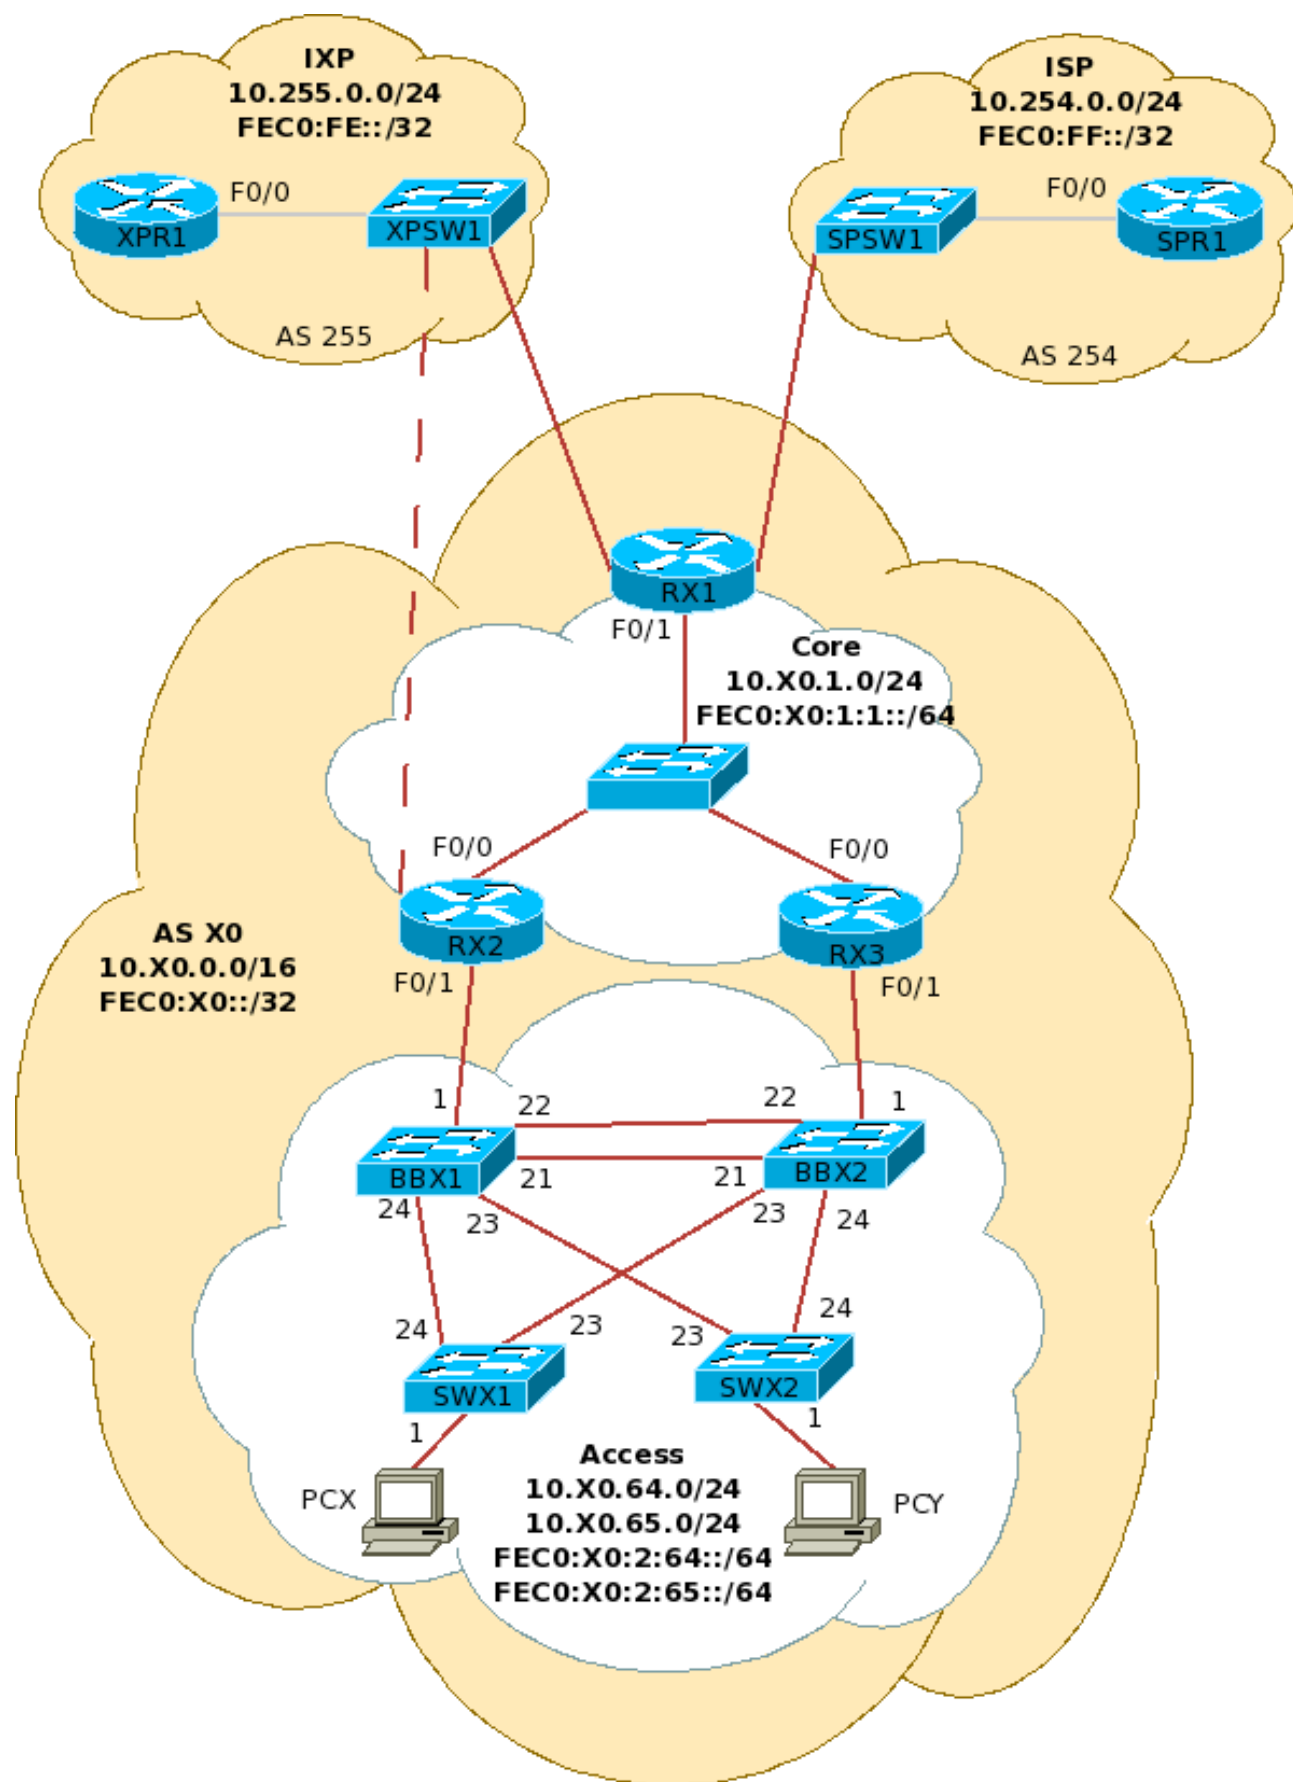 IXP
10.255.0.0/24
FEC0:FE::/32
F0/0
XPR1
XPSW1
AS 255
ISP
10.254.0.0/24
FEC0:FF::/32
F0/0
SPSW1
SPR1
AS 254
RX1
F0/1
Core
10.X0.1.0/24
FEC0:X0:1:1::/64
F0/0
F0/0
RX2
RX3
AS X0
10.X0.0.0/16
FEC0:X0::/32
F0/1
F0/1
1
22
22
1
BBX1
21
21
BBX2
24
23
23
24
24
23
23
24
SWX1
SWX2
1
1
Access
10.X0.64.0/24
10.X0.65.0/24
FEC0:X0:2:64::/64
FEC0:X0:2:65::/64
PCX
PCY